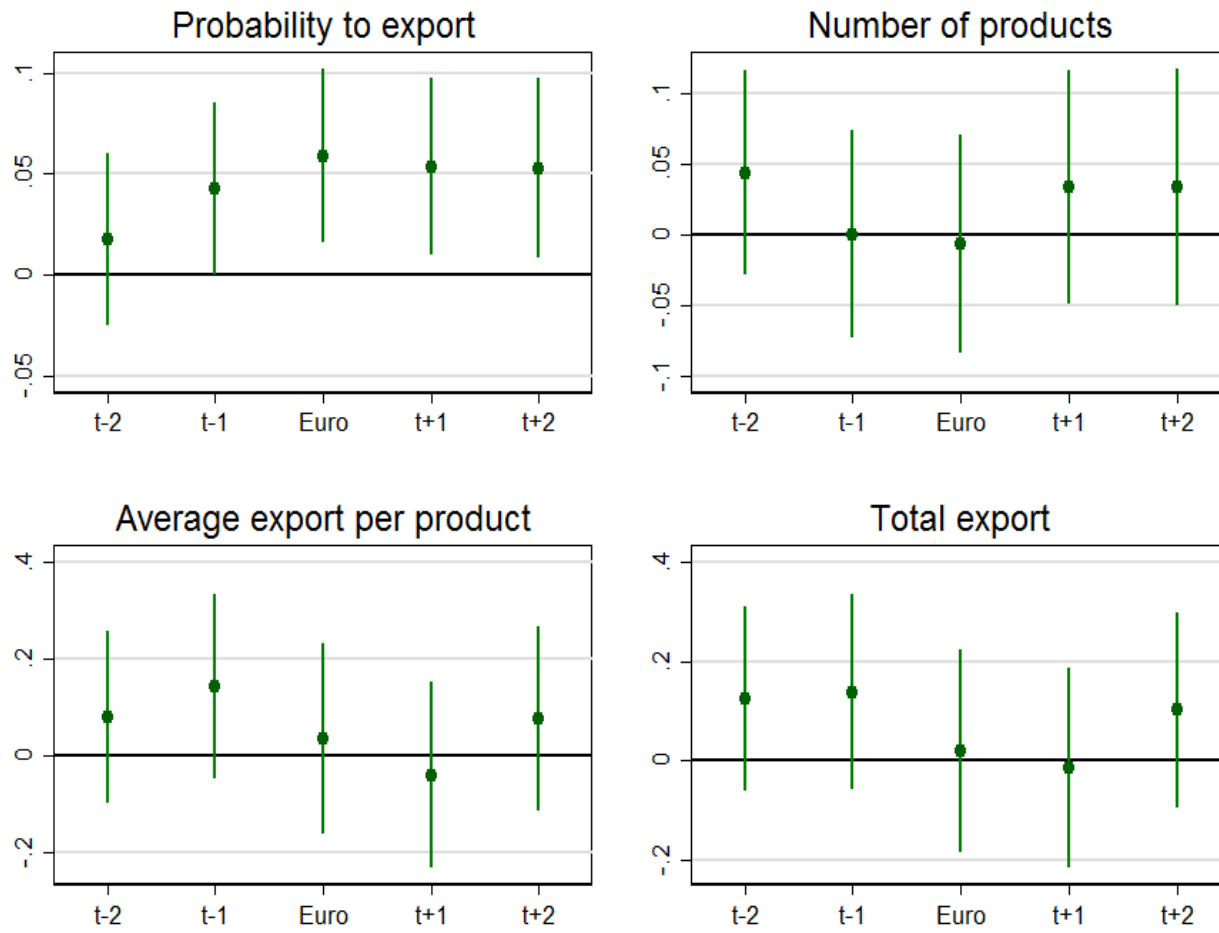 Probability to export
.1
.05
0
-.05
t-2 t-1 Euro t+1 t+2
Number of products
.1
.05
0
-.05
-.1
t-2 t-1 Euro t+1 t+2
Average export per product
.4
.2
0
-.2
t-2 t-1 Euro t+1 t+2
Total export
.4
.2
0
-.2
t-2 t-1 Euro t+1 t+2